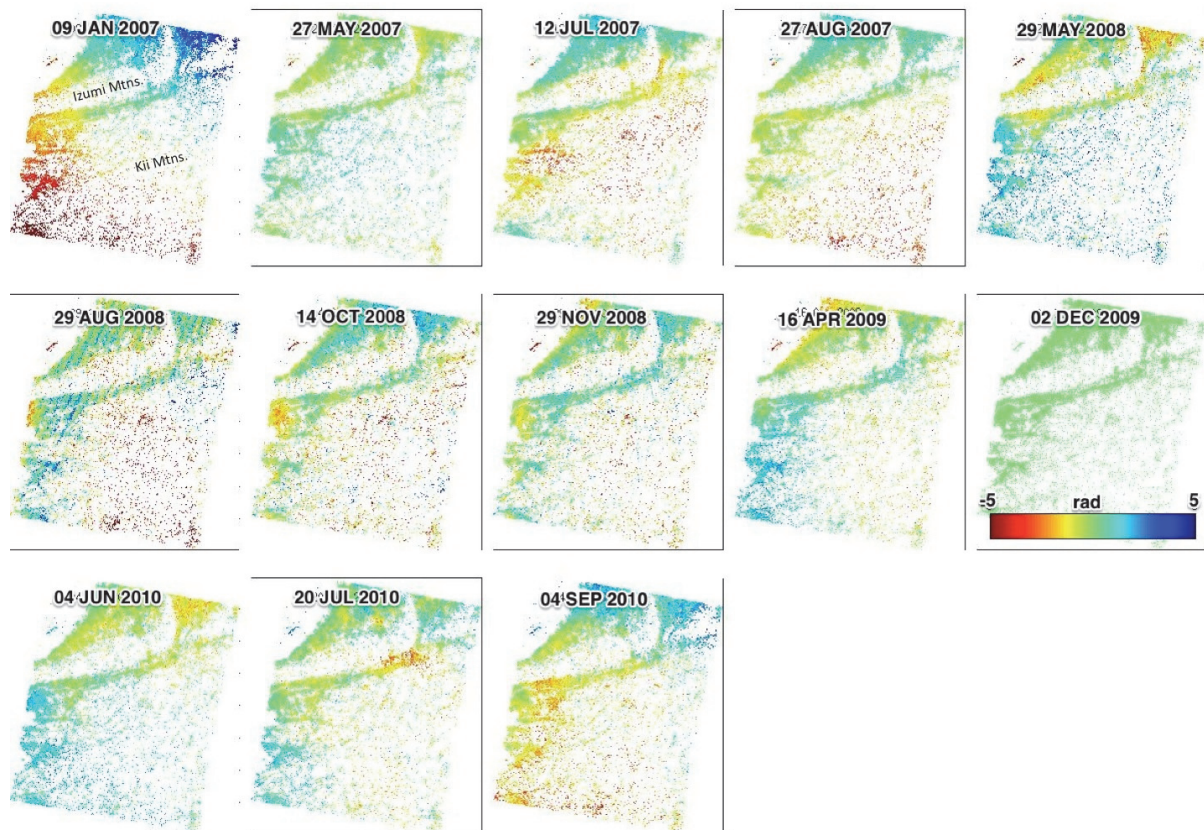 09 JAN 2007
27 MAY 2007
12 JUL 2007
27 AUG 2007
29 MAY 2008
Izumi Mtns.
Kii Mtns.
29 AUG 2008
14 OCT 2008
29 NOV 2008
16 APR 2009
02 DEC 2009
-5 rad 5
04 JUN 2010
20 JUL 2010
04 SEP 2010